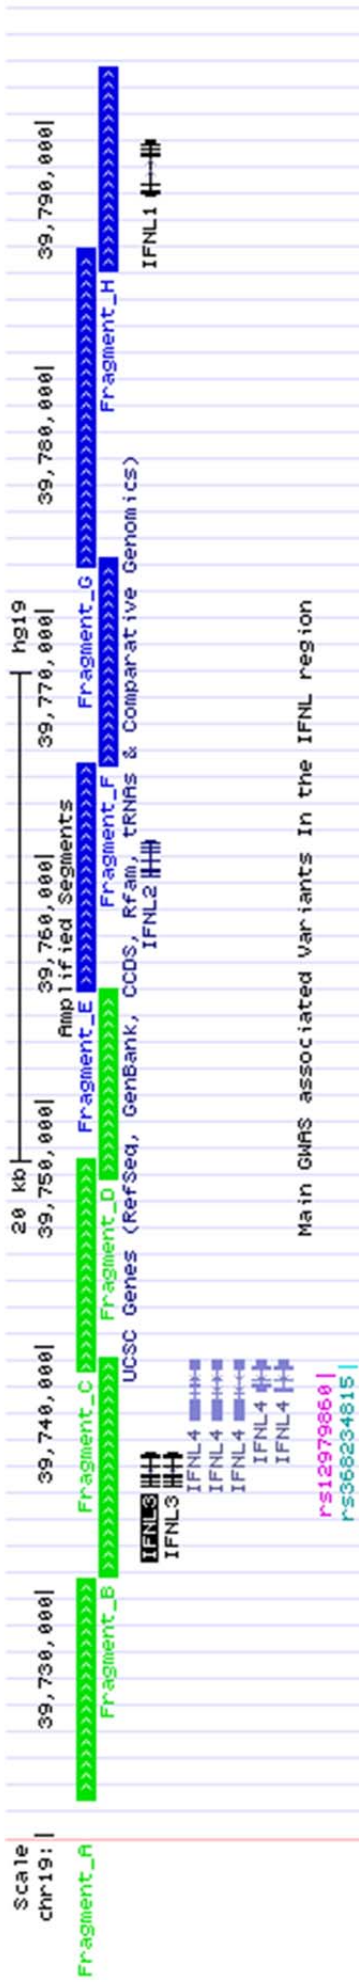 Scale 20 kb hg19
chr19: 39,730,000 39,740,000 39,750,000 39,760,000 39,770,000 39,780,000 39,790,000
Amplified Segments
Fragment_A Fragment_C Fragment_E Fragment_G
Fragment_B Fragment_D Fragment_F Fragment_H
UCSC Genes (RefSeq, GenBank, CCDS, Rfam, tRNAs & Comparative Genomics)
IFNL3 IFNL2 IFNL1
IFNL3
IFNL4
IFNL4
IFNL4
IFNL4
IFNL4
Main GWAS associated Variants In the IFNL region
rs12979860
rs368234815